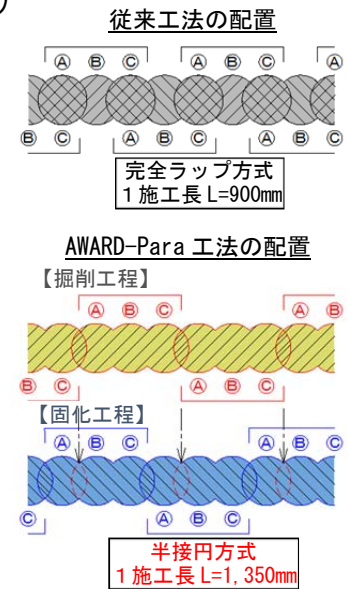 従来工法の配置
Ⓐ Ⓑ Ⓒ Ⓐ Ⓑ Ⓒ Ⓐ
Ⓑ Ⓒ Ⓐ Ⓑ Ⓒ Ⓐ Ⓑ Ⓒ
完全ラップ方式
1施工長 L=900mm
AWARD-Para 工法の配置
【掘削工程】
Ⓐ Ⓑ Ⓒ Ⓐ Ⓑ
Ⓑ Ⓒ Ⓐ Ⓑ Ⓒ
【固化工程】
Ⓐ Ⓑ Ⓒ Ⓐ Ⓑ Ⓒ
Ⓒ Ⓐ Ⓑ Ⓒ
半接円方式
1施工長 L=1,350mm